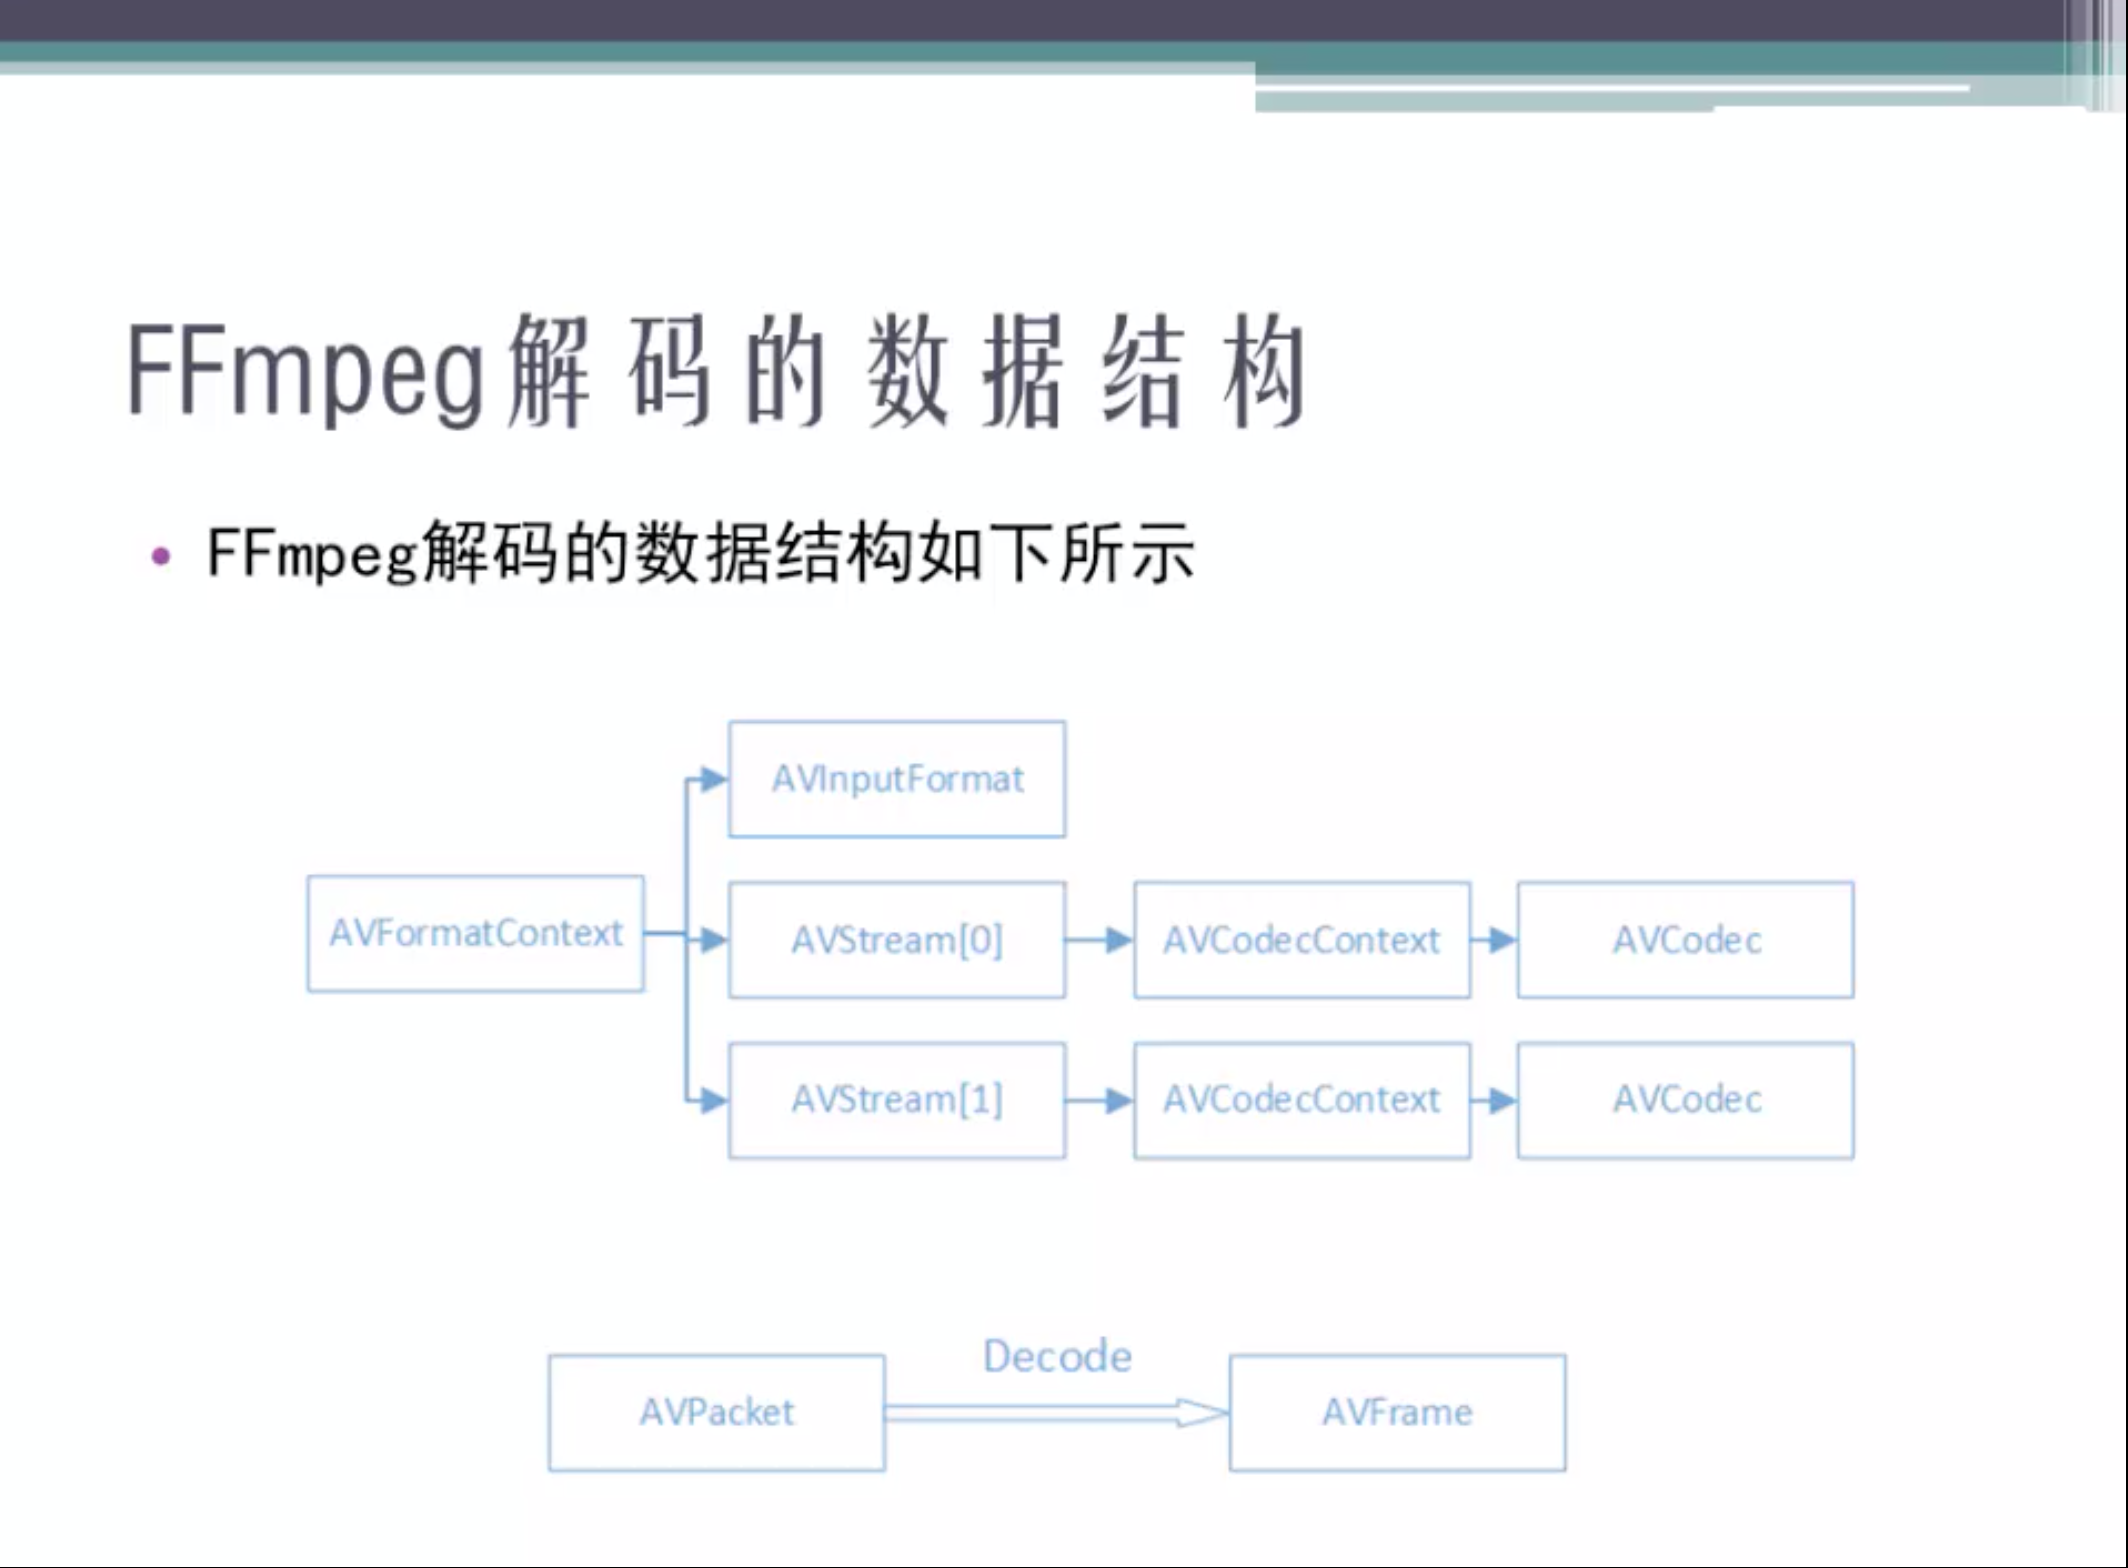 FFmpeg解码的数据结构
• FFmpeg解码的数据结构如下所示
AVInputFormat
AVFormatContext
AVStream[0]
AVCodecContext
AVCodec
AVStream[1]
AVCodecContext
AVCodec
Decode
AVPacket
AVFrame